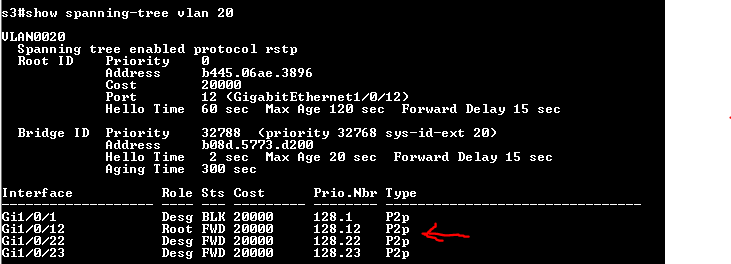 s3#show spanning-tree vlan 20
VLAN0020
Spanning tree enabled protocol rstp
Root ID Priority 0
Address b445.06ae.3896
Cost 20000
Port 12 (GigabitEthernet1/0/12)
Hello Time 60 sec Max Age 120 sec Forward Delay 15 sec
Bridge ID Priority 32788 (priority 32768 sys-id-ext 20)
Address b08d.5773.d200
Hello Time 2 sec Max Age 20 sec Forward Delay 15 sec
Aging Time 300 sec
Interface Role Sts Cost Prio.Nbr Type
Gi1/0/1 Desg BLK 20000 128.1 P2p
Gi1/0/12 Root FWD 20000 128.12 P2p
Gi1/0/22 Desg FWD 20000 128.22 P2p
Gi1/0/23 Desg FWD 20000 128.23 P2p